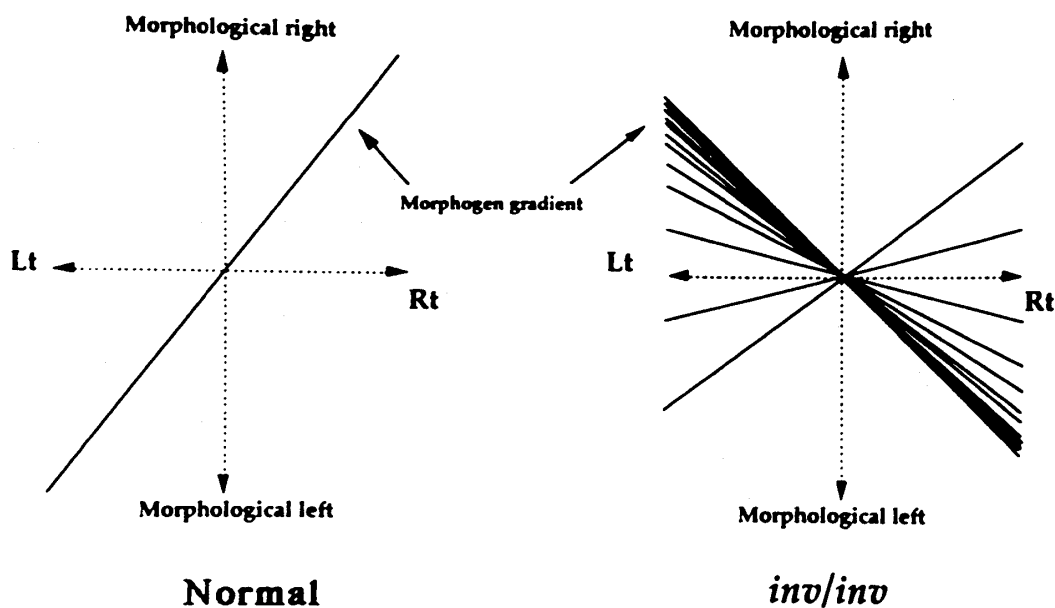 Morphological right
Morphological right
Morphogen gradient
Lt
Rt
Lt
Rt
Morphological left
Morphological left
Normal
inv/inv